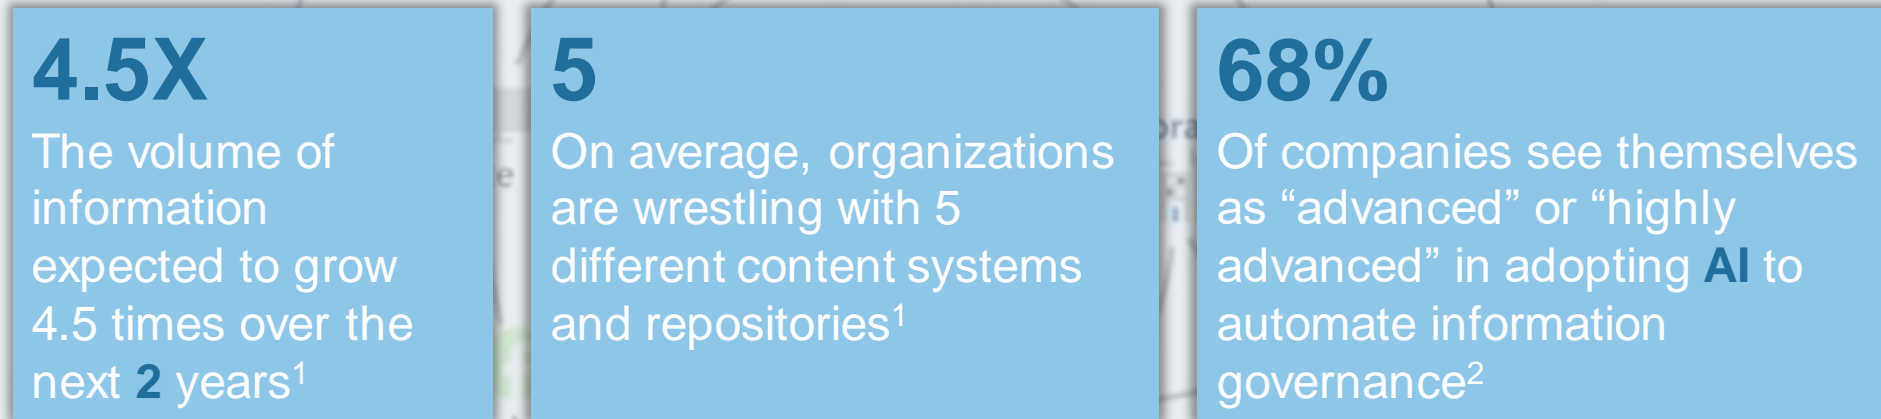 4.5X
The volume of
information
expected to grow
4.5 times over the
next 2 years1
5
On average, organizations
are wrestling with 5
different content systems
and repositories1
68%
Of companies see themselves
as “advanced” or “highly
advanced” in adopting AI to
automate information
governance2